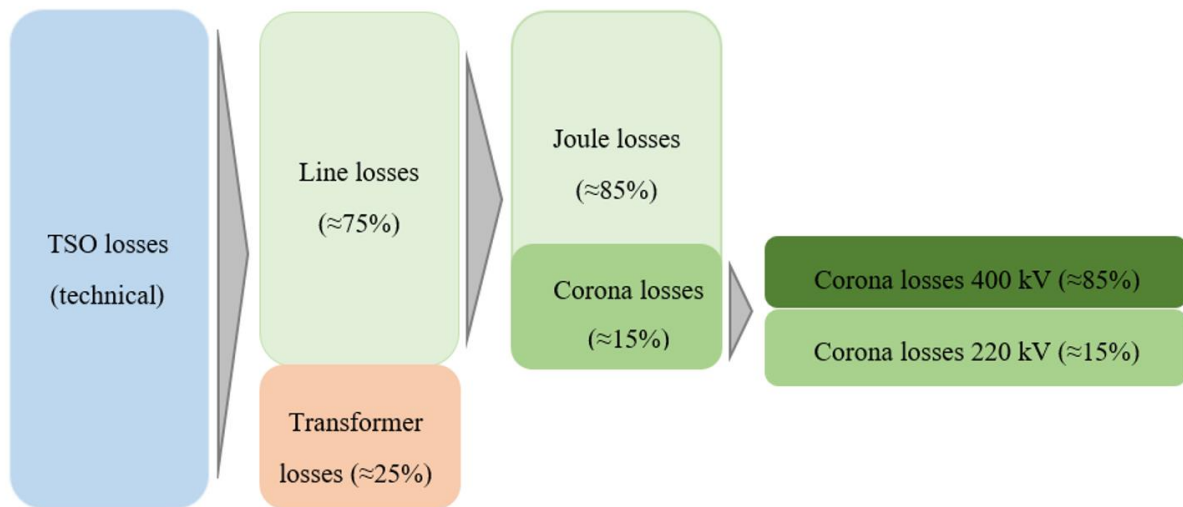 TSO losses
(technical)
Line losses
(≈75%)
Transformer
losses (≈25%)
Joule losses
(≈85%)
Corona losses
(≈15%)
Corona losses 400 kV (≈85%)
Corona losses 220 kV (≈15%)